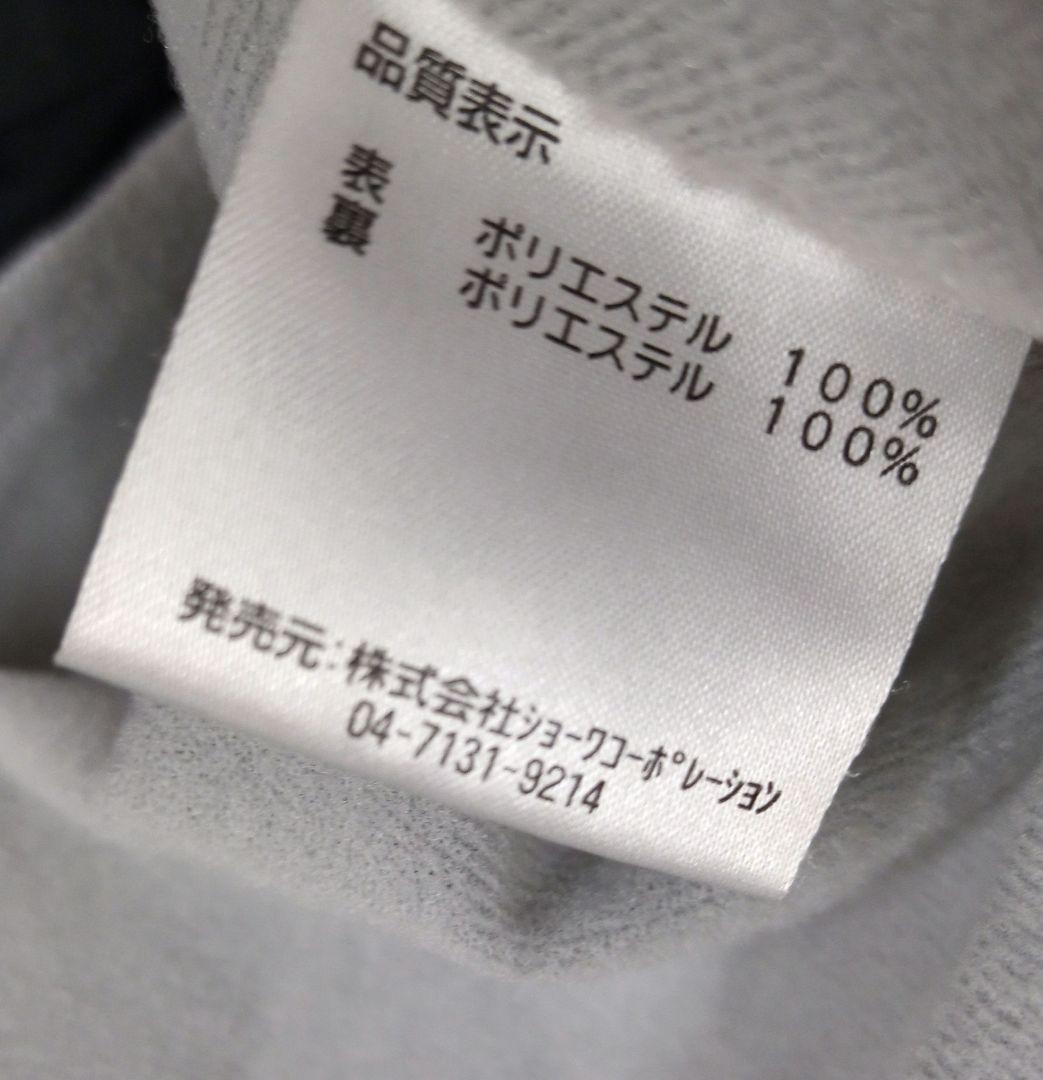 品質表示
表 ポリエステル 100%
裏 ポリエステル 100%
発売元:株式会社ｼｮｰﾜｺｰﾎﾟﾚｰｼｮﾝ
04-7131-9214